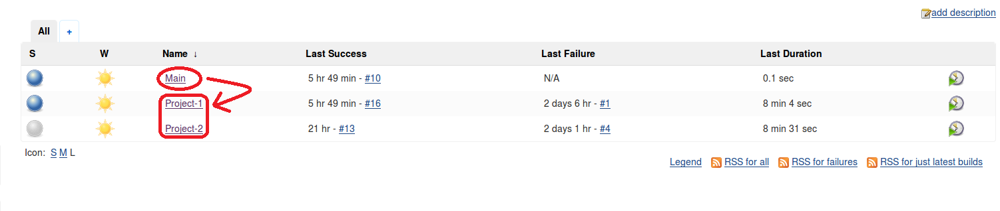 add description
All +
S W Name ↓ Last Success Last Failure Last Duration
Main 5 hr 49 min - #10 N/A 0.1 sec
Project-1 5 hr 49 min - #16 2 days 6 hr - #1 8 min 4 sec
Project-2 21 hr - #13 2 days 1 hr - #4 8 min 31 sec
Icon: S M L
Legend RSS for all RSS for failures RSS for just latest builds